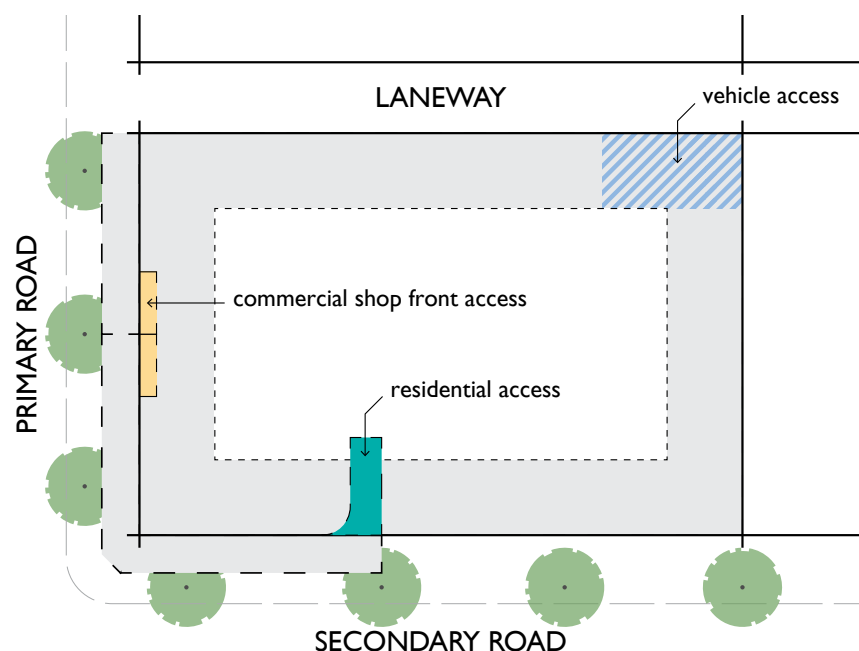 LANEWAY
vehicle access
PRIMARY ROAD
commercial shop front access
residential access
SECONDARY ROAD